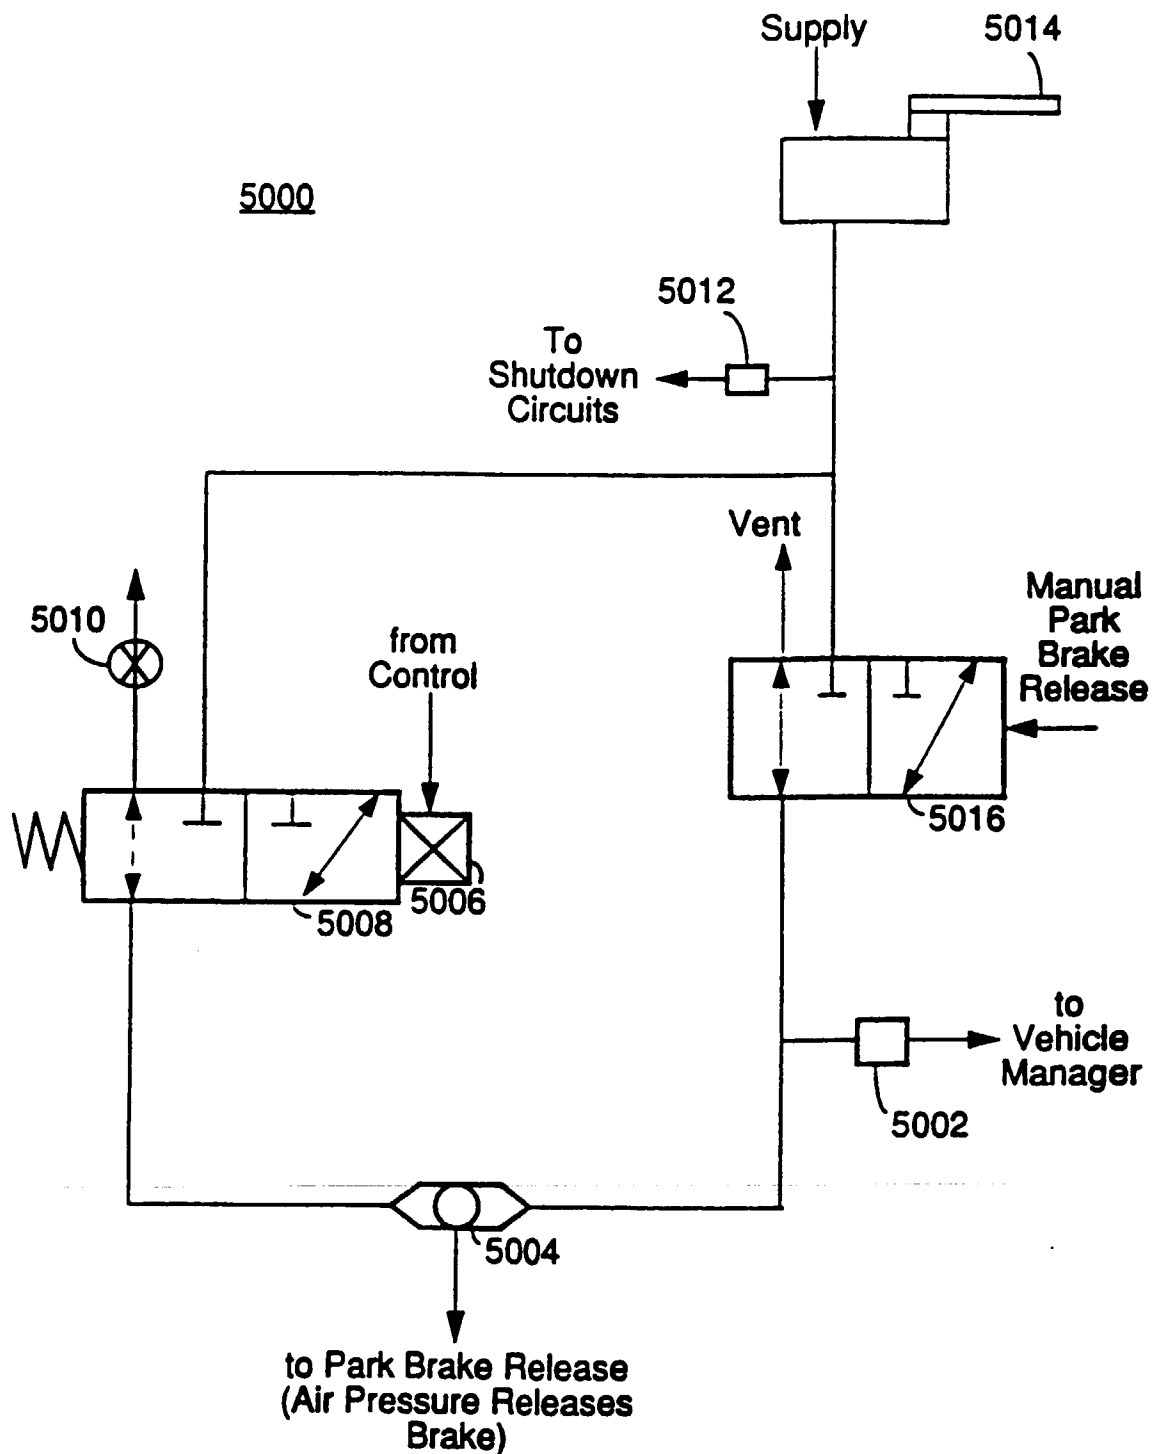 Supply
5014
5000
5012
To
Shutdown
Circuits
Vent
Manual
Park
Brake
Release
5010
from
Control
5016
5006
5008
to
Vehicle
Manager
5002
5004
to Park Brake Release
(Air Pressure Releases
Brake)